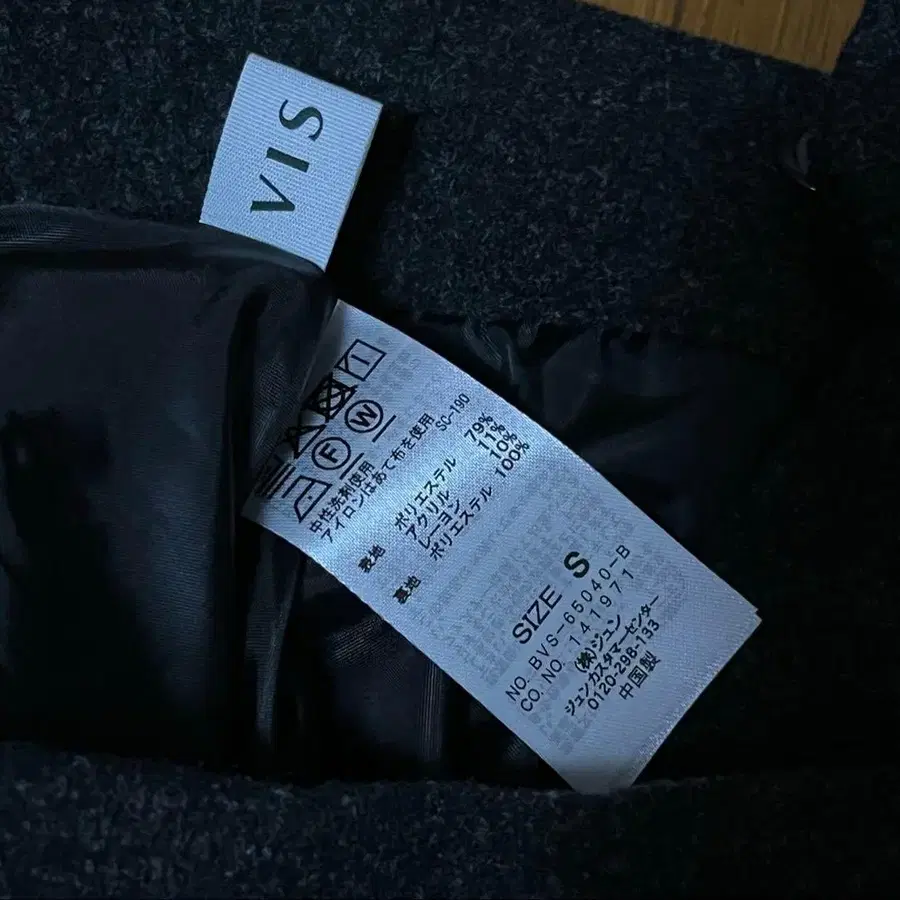 VIS
F W
中性洗剤使用
アイロンはあて布を使用
SC-190
表地 ポリエステル 79%
アクリル 11%
レーヨン 10%
裏地 ポリエステル 100%
SIZE S
NO. BVS-65040-B
CO. NO. 141971
(株)ジュン
ジュンカスタマーセンター
0120-298-133
中国製